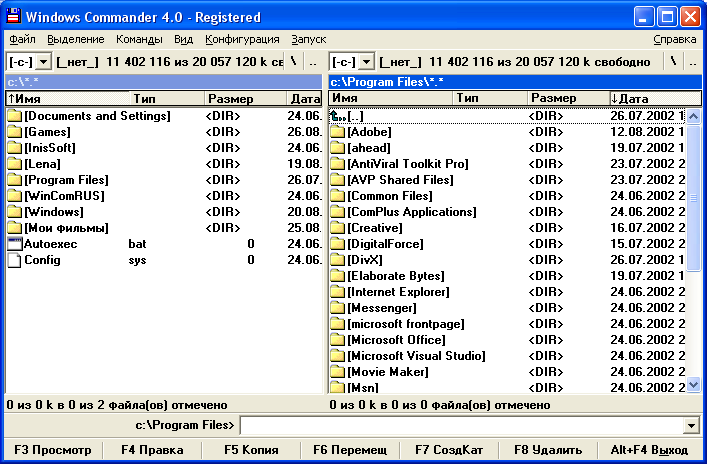 Windows Commander 4.0 - Registered
Файл Выделение Команды Вид Конфигурация Запуск Справка
[-c-] [_нет_] 11 402 116 из 20 057 120 k св \ ..
[-c-] [_нет_] 11 402 116 из 20 057 120 k свободно \ ..
c:\*.*
↑Имя Тип Размер Дата
[Documents and Settings] <DIR> 24.06.
[Games] <DIR> 26.08.
[InisSoft] <DIR> 24.06.
[Lena] <DIR> 19.08.
[Program Files] <DIR> 26.07.
[WinComRUS] <DIR> 24.06.
[Windows] <DIR> 20.08.
[Мои фильмы] <DIR> 25.08.
Autoexec bat 0 24.06.
Config sys 0 24.06.
0 из 0 k в 0 из 2 файла(ов) отмечено
c:\Program Files\*.*
Имя Тип Размер ↓Дата
[..] <DIR> 26.07.2002 1
[Adobe] <DIR> 12.08.2002 1
[ahead] <DIR> 19.07.2002 1
[AntiViral Toolkit Pro] <DIR> 23.07.2002 2
[AVP Shared Files] <DIR> 23.07.2002 2
[Common Files] <DIR> 24.06.2002 2
[ComPlus Applications] <DIR> 24.06.2002 2
[Creative] <DIR> 16.07.2002 2
[DigitalForce] <DIR> 15.07.2002 2
[DivX] <DIR> 26.07.2002 1
[Elaborate Bytes] <DIR> 19.07.2002 1
[Internet Explorer] <DIR> 24.06.2002 2
[Messenger] <DIR> 24.06.2002 2
[microsoft frontpage] <DIR> 24.06.2002 2
[Microsoft Office] <DIR> 24.06.2002 2
[Microsoft Visual Studio] <DIR> 24.06.2002 2
[Movie Maker] <DIR> 24.06.2002 2
[Msn] <DIR> 24.06.2002 2
0 из 0 k в 0 из 0 файла(ов) отмечено
c:\Program Files>
F3 Просмотр F4 Правка F5 Копия F6 Перемещ F7 СоздКат F8 Удалить Alt+F4 Выход